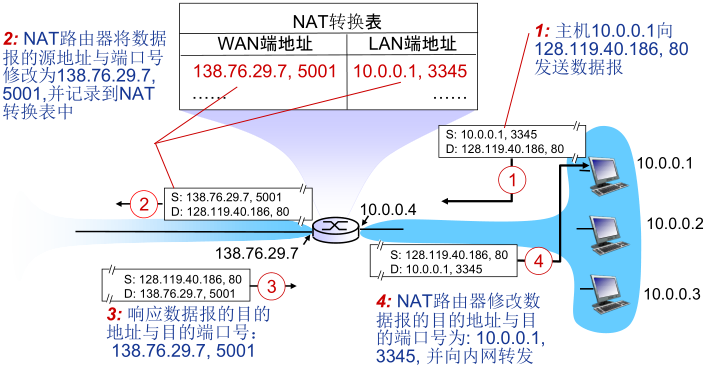 NAT转换表
WAN端地址 LAN端地址
138.76.29.7, 5001 10.0.0.1, 3345
…… ……
2: NAT路由器将数据
报的源地址与端口号
修改为138.76.29.7,
5001,并记录到NAT
转换表中
1: 主机10.0.0.1向
128.119.40.186, 80
发送数据报
S: 10.0.0.1, 3345
D: 128.119.40.186, 80
1
10.0.0.1
S: 138.76.29.7, 5001
D: 128.119.40.186, 80
2
10.0.0.4
10.0.0.2
138.76.29.7
S: 128.119.40.186, 80
D: 10.0.0.1, 3345
4
S: 128.119.40.186, 80
D: 138.76.29.7, 5001
3
10.0.0.3
3: 响应数据报的目的
地址与目的端口号：
138.76.29.7, 5001
4: NAT路由器修改数
据报的目的地址与目
的端口号为: 10.0.0.1,
3345, 并向内网转发